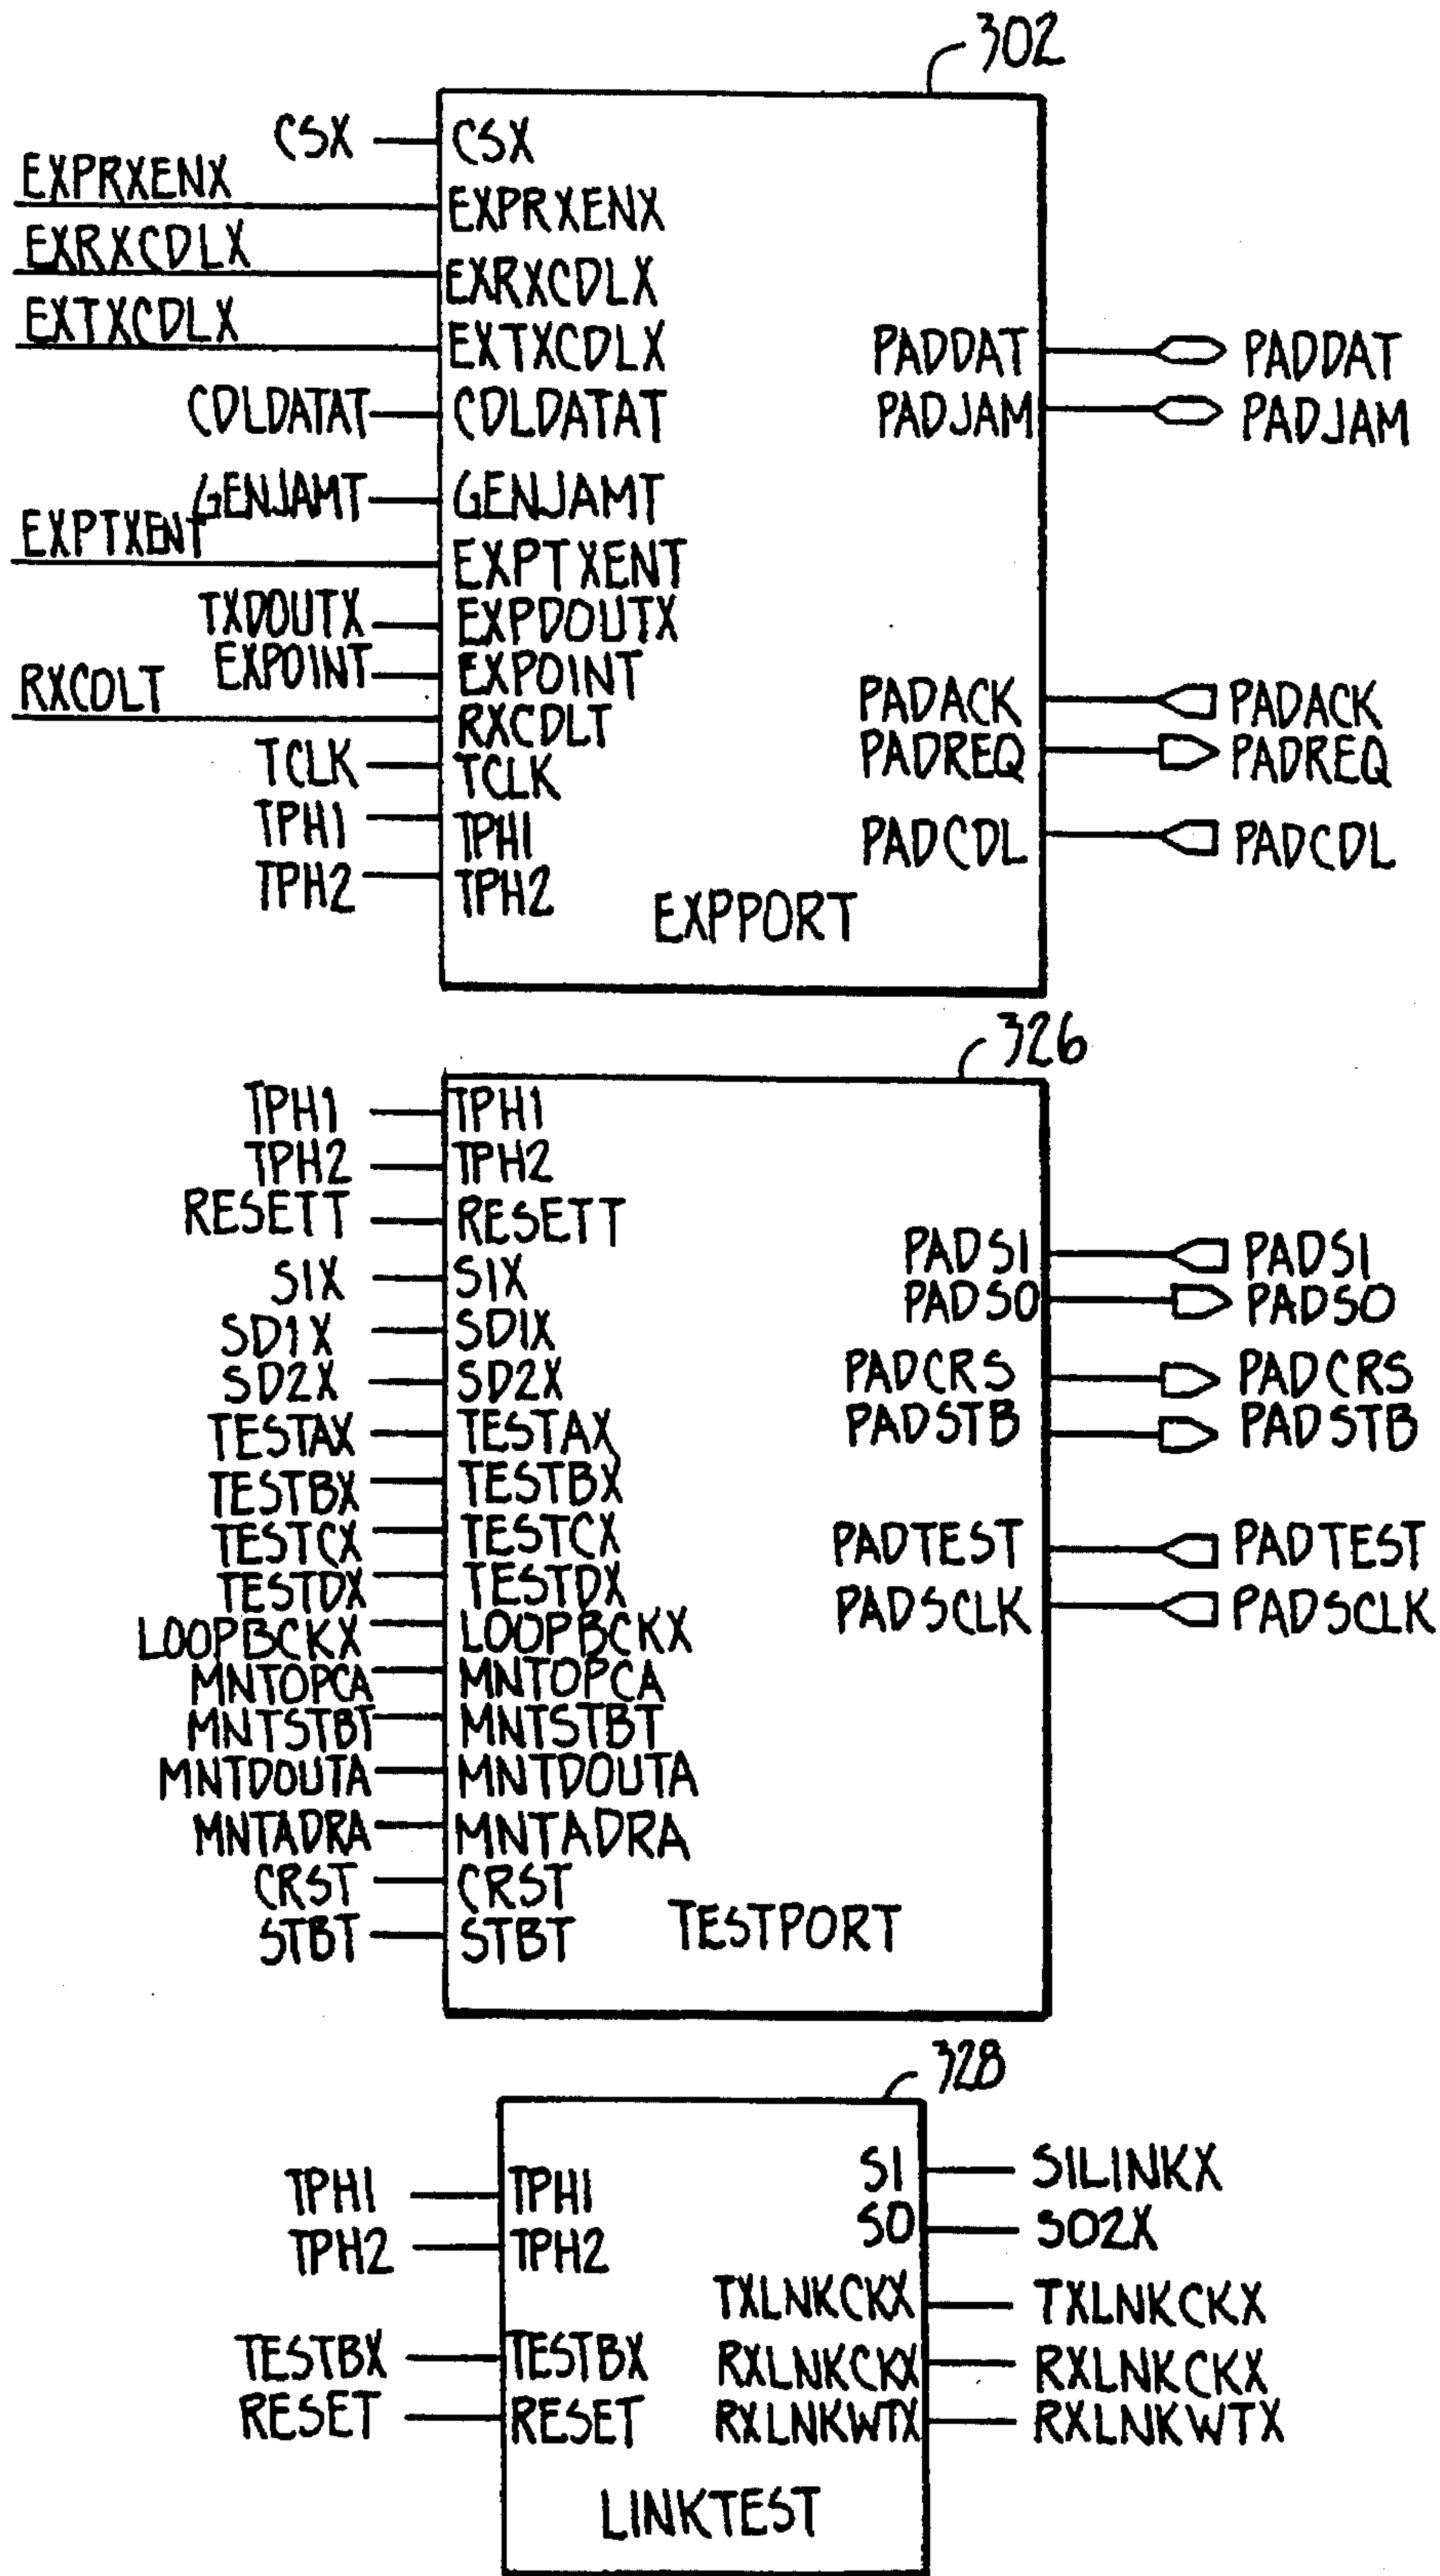 302
CSX CSX
EXPRXENX EXPRXENX
EXRXCDLX EXRXCDLX
EXTXCDLX EXTXCDLX PADDAT PADDAT
CDLDATAT CDLDATAT PADJAM PADJAM
GENJAMT GENJAMT
EXPTXENT EXPTXENT
TXDOUTX EXPDOUTX
EXPOINT EXPOINT PADACK PADACK
RXCDLT RXCDLT PADREQ PADREQ
TCLK TCLK
TPH1 TPH1 PADCDL PADCDL
TPH2 TPH2
EXPPORT
326
TPH1 TPH1
TPH2 TPH2
RESETT RESETT PADSI PADSI
SIX SIX PADSO PADSO
SD1X SD1X
SD2X SD2X PADCRS PADCRS
TESTAX TESTAX PADSTB PADSTB
TESTBX TESTBX
TESTCX TESTCX PADTEST PADTEST
TESTDX TESTDX PADSCLK PADSCLK
LOOPBCKX LOOPBCKX
MNTOPCA MNTOPCA
MNTSTBT MNTSTBT
MNTDOUTA MNTDOUTA
MNTADRA MNTADRA
CRST CRST
STBT STBT
TESTPORT
328
TPH1 TPH1 SI SILINKX
TPH2 TPH2 SO SO2X
TXLNKCKX TXLNKCKX
TESTBX TESTBX RXLNKCKX RXLNKCKX
RESET RESET RXLNKWTX RXLNKWTX
LINKTEST